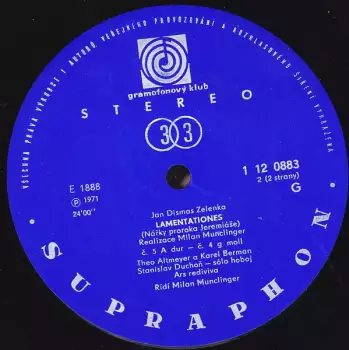 VŠECHNA PRÁVA VÝROBCE I AUTORŮ, VEŘEJNÉHO PROVOZOVÁNÍ A ROZHLASOVÉHO ŠÍŘENÍ VYHRAZENA
gramofonový klub
STEREO
33
E 1888
Ⓟ 1971
24'00"
1 12 0883
2 (2 strany)
G
Jan Dismas Zelenka
LAMENTATIONES
(Nářky proroka Jeremiáše)
Realizace Milan Munclinger
č. 5 A dur – č. 4 g moll
Theo Altmeyer a Karel Berman
Stanislav Duchoň – sólo hoboj
Ars rediviva
Řídí Milan Munclinger
SUPRAPHON